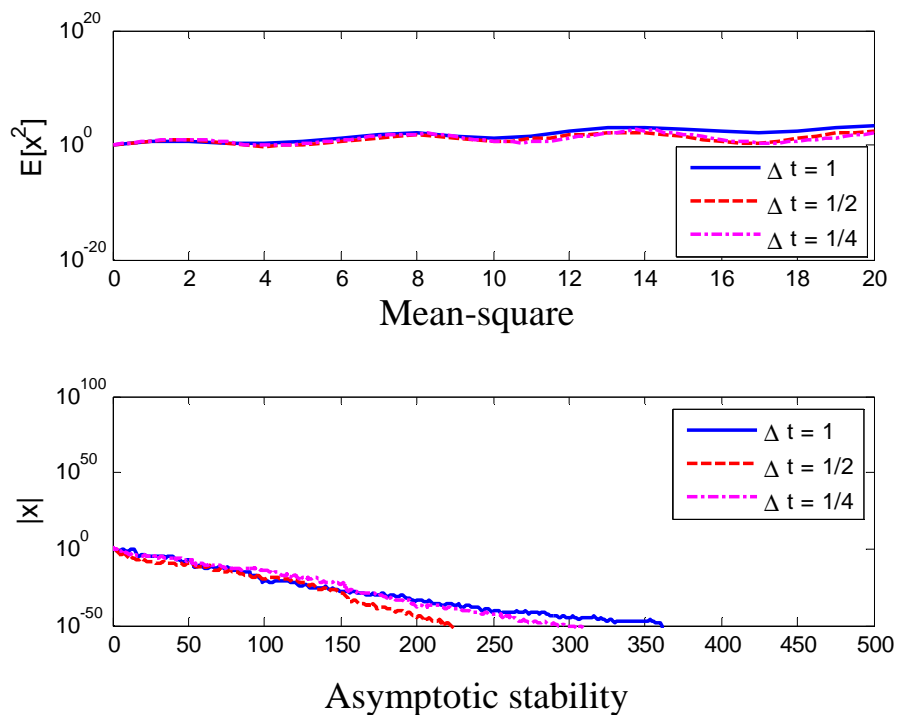 10^20
10^0
10^-20
E[x^2]
Δ t = 1
Δ t = 1/2
Δ t = 1/4
0 2 4 6 8 10 12 14 16 18 20
Mean-square
10^100
10^50
10^0
10^-50
|x|
Δ t = 1
Δ t = 1/2
Δ t = 1/4
0 50 100 150 200 250 300 350 400 450 500
Asymptotic stability